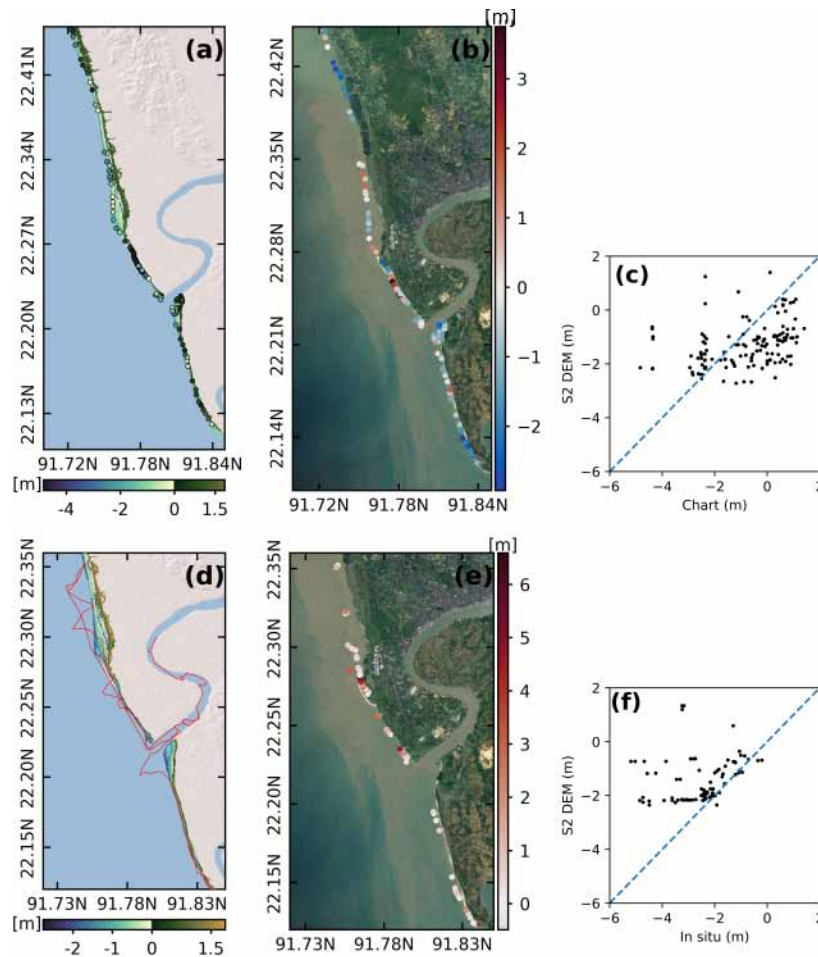 (a)
22.41N
22.34N
22.27N
22.20N
22.13N
91.72N 91.78N 91.84N
[m]
-4 -2 0 1.5
[m]
(b)
22.42N
22.35N
22.28N
22.21N
22.14N
91.72N 91.78N 91.84N
3
2
1
0
−1
−2
(c)
2
0
−2
−4
−6
S2 DEM (m)
−6 −4 −2 0 2
Chart (m)
(d)
22.35N
22.30N
22.25N
22.20N
22.15N
91.73N 91.78N 91.83N
[m]
-2 -1 0 1.5
[m]
(e)
22.35N
22.30N
22.25N
22.20N
22.15N
91.73N 91.78N 91.83N
6
5
4
3
2
1
0
(f)
2
0
−2
−4
−6
S2 DEM (m)
−6 −4 −2 0 2
In situ (m)